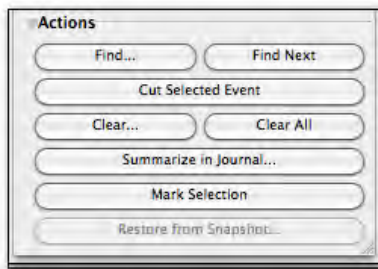 Actions
Find... Find Next
Cut Selected Event
Clear... Clear All
Summarize in Journal...
Mark Selection
Restore from Snapshot...